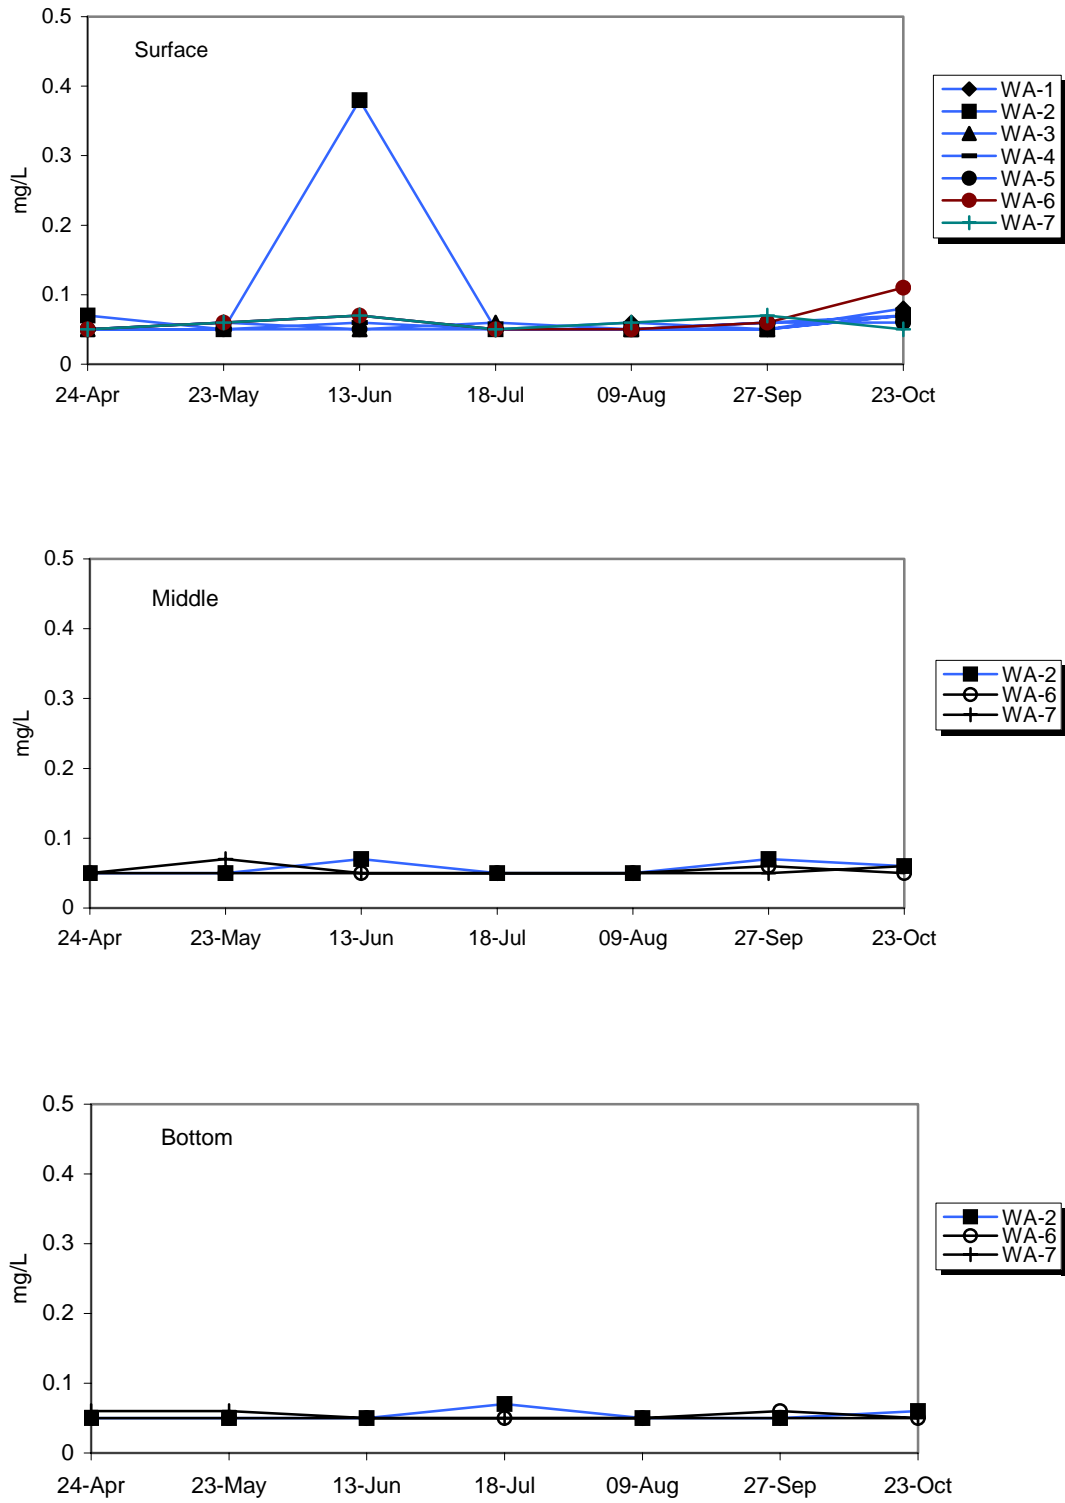 0.5
Surface
0.4
0.3
0.2
0.1
0
mg/L
24-Apr 23-May 13-Jun 18-Jul 09-Aug 27-Sep 23-Oct
WA-1
WA-2
WA-3
WA-4
WA-5
WA-6
WA-7
0.5
Middle
0.4
0.3
0.2
0.1
0
mg/L
24-Apr 23-May 13-Jun 18-Jul 09-Aug 27-Sep 23-Oct
WA-2
WA-6
WA-7
0.5
Bottom
0.4
0.3
0.2
0.1
0
mg/L
24-Apr 23-May 13-Jun 18-Jul 09-Aug 27-Sep 23-Oct
WA-2
WA-6
WA-7